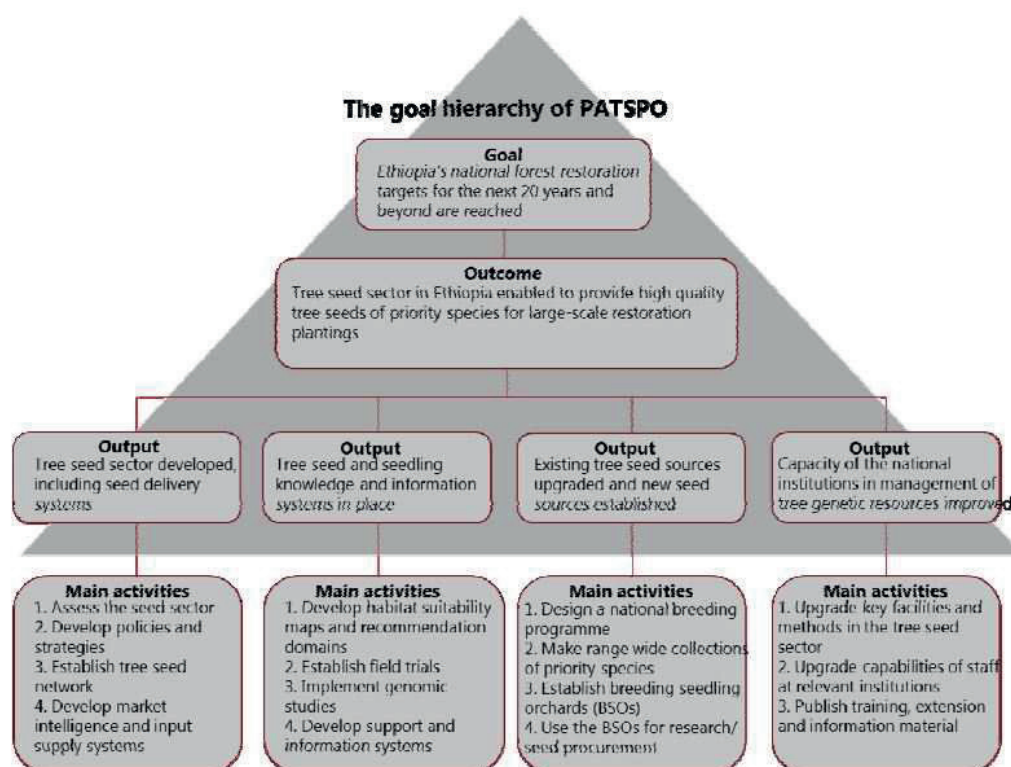 The goal hierarchy of PATSPO
Goal
Ethiopia's national forest restoration
targets for the next 20 years and
beyond are reached
Outcome
Tree seed sector in Ethiopia enabled to provide high quality
tree seeds of priority species for large-scale restoration
plantings
Output
Tree seed sector developed,
including seed delivery
systems
Output
Tree seed and seedling
knowledge and information
systems in place
Output
Existing tree seed sources
upgraded and new seed
sources established
Output
Capacity of the national
institutions in management of
tree genetic resources improved
Main activities
1. Assess the seed sector
2. Develop policies and
strategies
3. Establish tree seed
network
4. Develop market
intelligence and input
supply systems
Main activities
1. Develop habitat suitability
maps and recommendation
domains
2. Establish field trials
3. Implement genomic
studies
4. Develop support and
information systems
Main activities
1. Design a national breeding
programme
2. Make range wide collections
of priority species
3. Establish breeding seedling
orchards (BSOs)
4. Use the BSOs for research/
seed procurement
Main activities
1. Upgrade key facilities and
methods in the tree seed
sector
2. Upgrade capabilities of staff
at relevant institutions
3. Publish training, extension
and information material